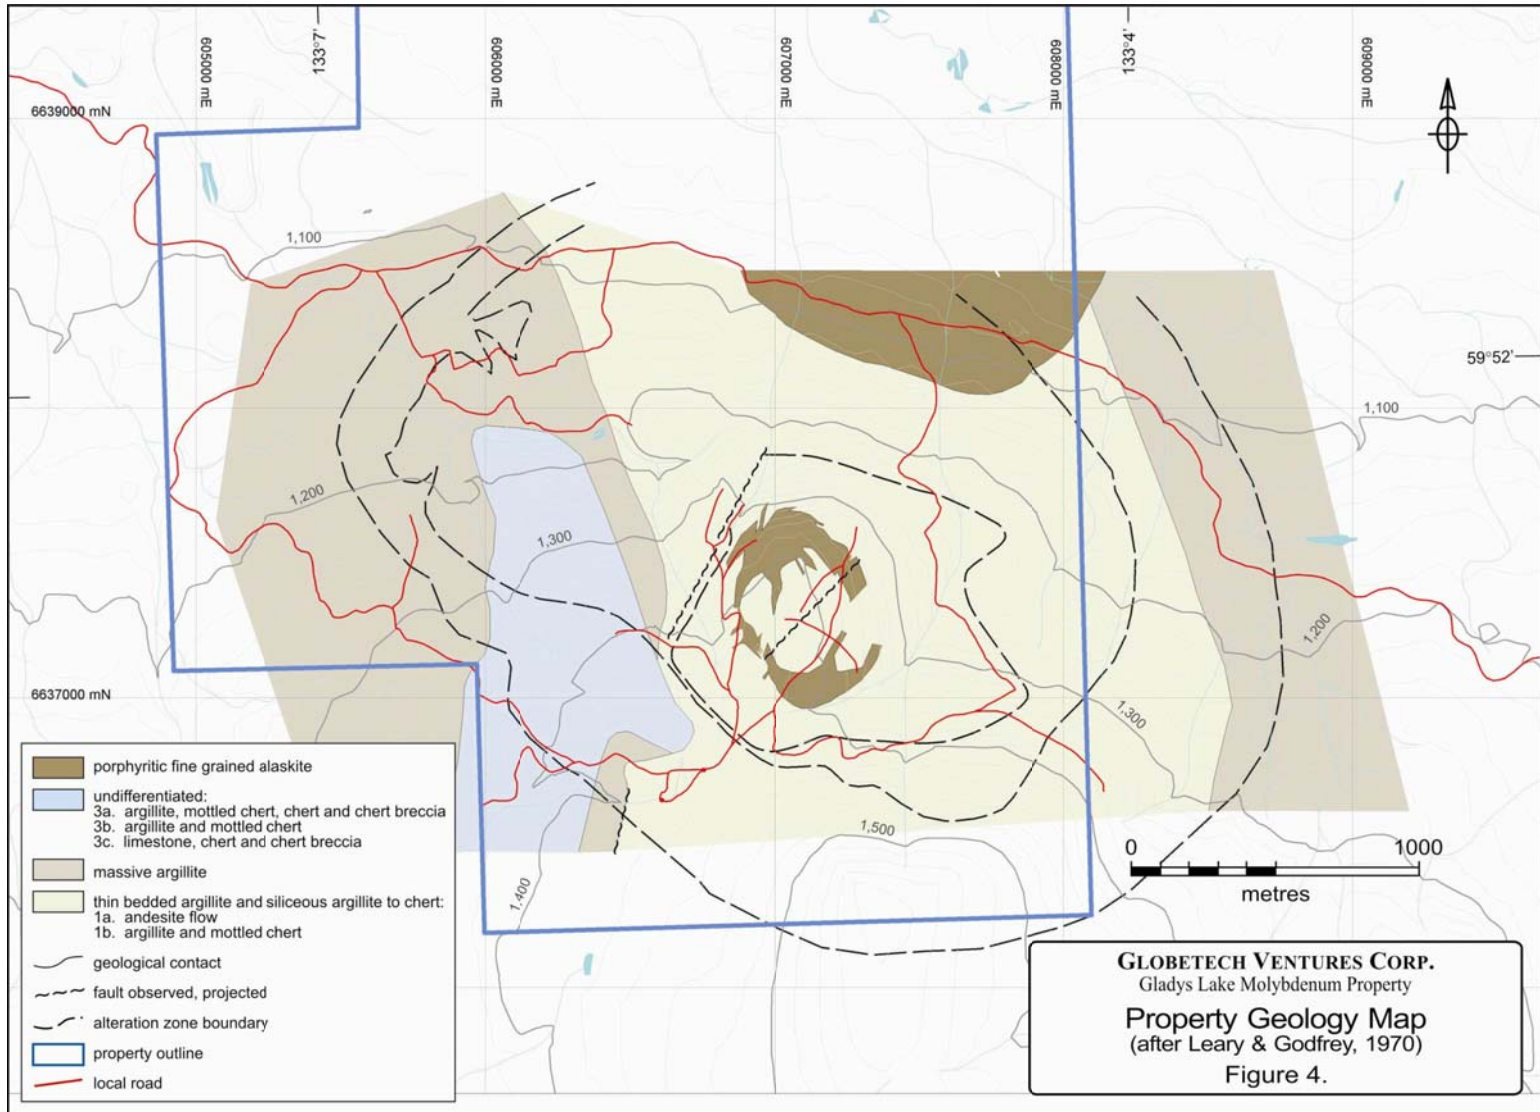 609000 mE
133°7'
606000 mE
607000 mE
608000 mE
133°4'
609000 mE
6639000 mN
1,100
59°52'
1,100
1,200
1,300
1,200
6637000 mN
1,300
1,500
1,400
porphyritic fine grained alaskite
undifferentiated:
3a. argillite, mottled chert, chert and chert breccia
3b. argillite and mottled chert
3c. limestone, chert and chert breccia
massive argillite
thin bedded argillite and siliceous argillite to chert:
1a. andesite flow
1b. argillite and mottled chert
geological contact
fault observed, projected
alteration zone boundary
property outline
local road
0 1000
metres
GLOBETECH VENTURES CORP.
Gladys Lake Molybdenum Property
Property Geology Map
(after Leary & Godfrey, 1970)
Figure 4.